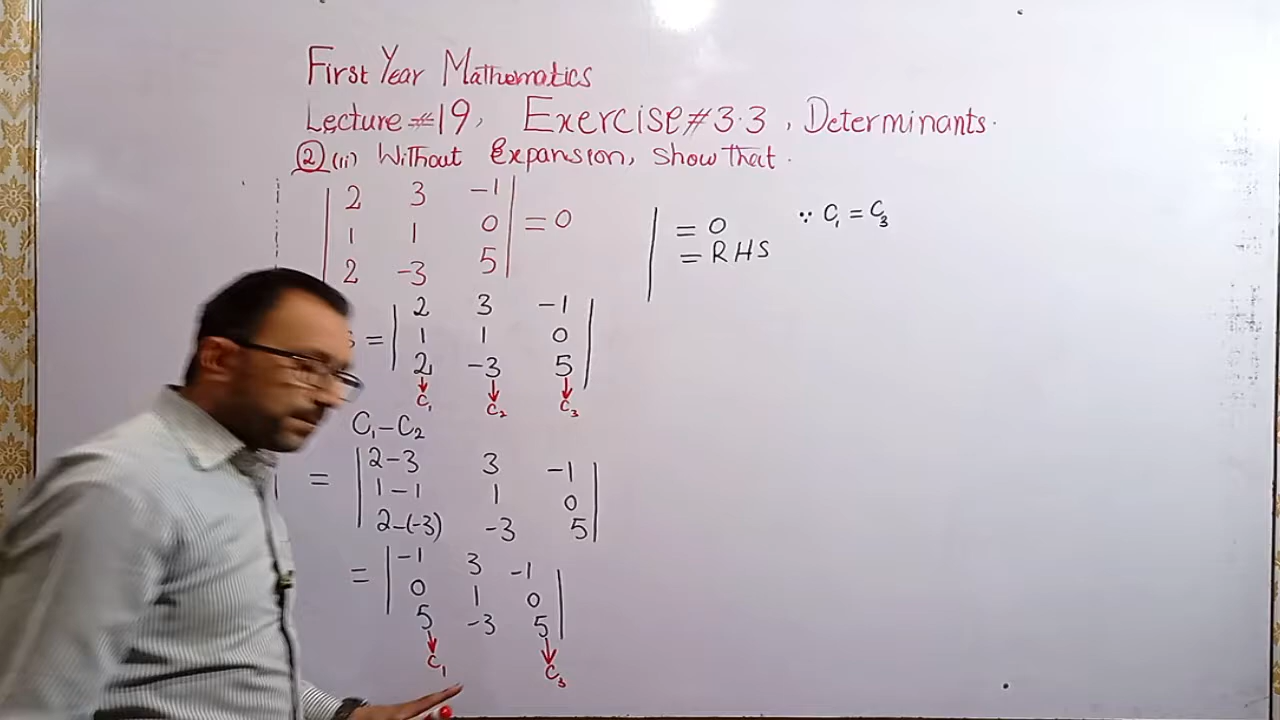 First Year Mathematics
Lecture #19, Exercise #3.3, Determinants.
② (ii) Without Expansion, Show That.
| 2 3 -1 |
| 1 1 0 | = 0
| 2 -3 5 |
| 2 3 -1 |
= | 1 1 0 |
| 2 -3 5 |
C₁ C₂ C₃
C₁-C₂
| 2-3 3 -1 |
= | 1-1 1 0 |
| 2-(-3) -3 5 |
= | -1 3 -1 |
| 0 1 0 |
| 5 -3 5 |
C₁ C₃
= 0 ∵ C₁ = C₃
= RHS